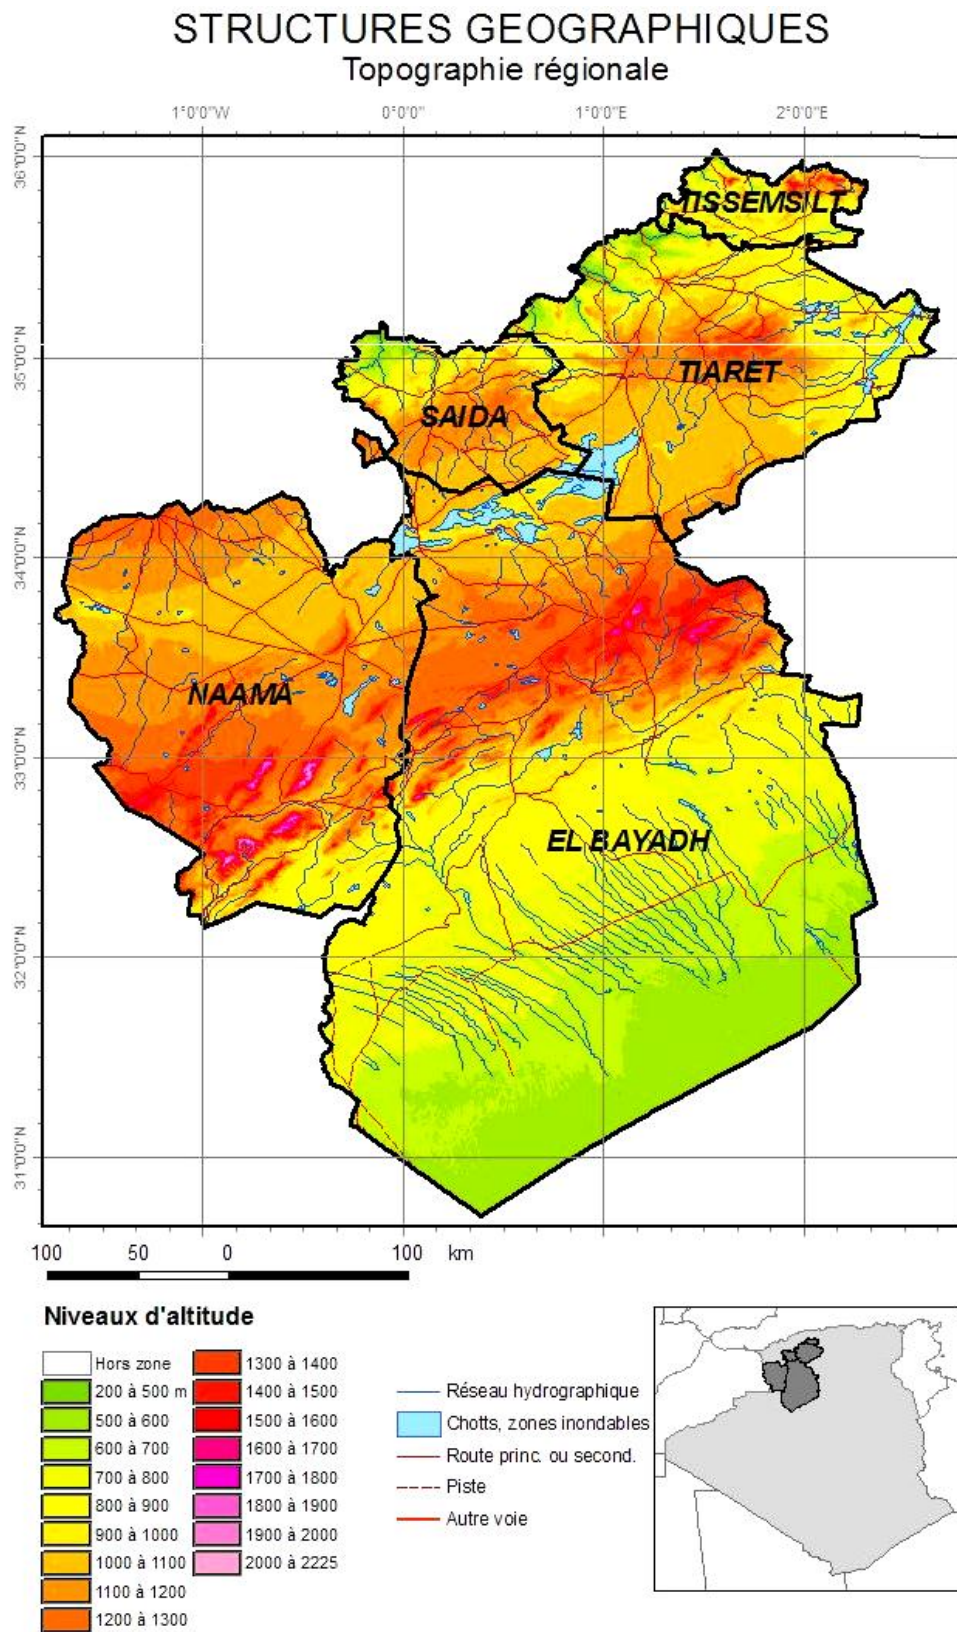 STRUCTURES GEOGRAPHIQUES
Topographie régionale
1°0'0"W 0°0'0" 1°0'0"E 2°0'0"E
36°0'0"N
35°0'0"N
34°0'0"N
33°0'0"N
32°0'0"N
31°0'0"N
TISSEMSILT
TIARET
SAIDA
NAAMA
EL BAYADH
100 50 0 100 km
Niveaux d'altitude
Hors zone
200 à 500 m
500 à 600
600 à 700
700 à 800
800 à 900
900 à 1000
1000 à 1100
1100 à 1200
1200 à 1300
1300 à 1400
1400 à 1500
1500 à 1600
1600 à 1700
1700 à 1800
1800 à 1900
1900 à 2000
2000 à 2225
Réseau hydrographique
Chotts, zones inondables
Route princ. ou second.
Piste
Autre voie